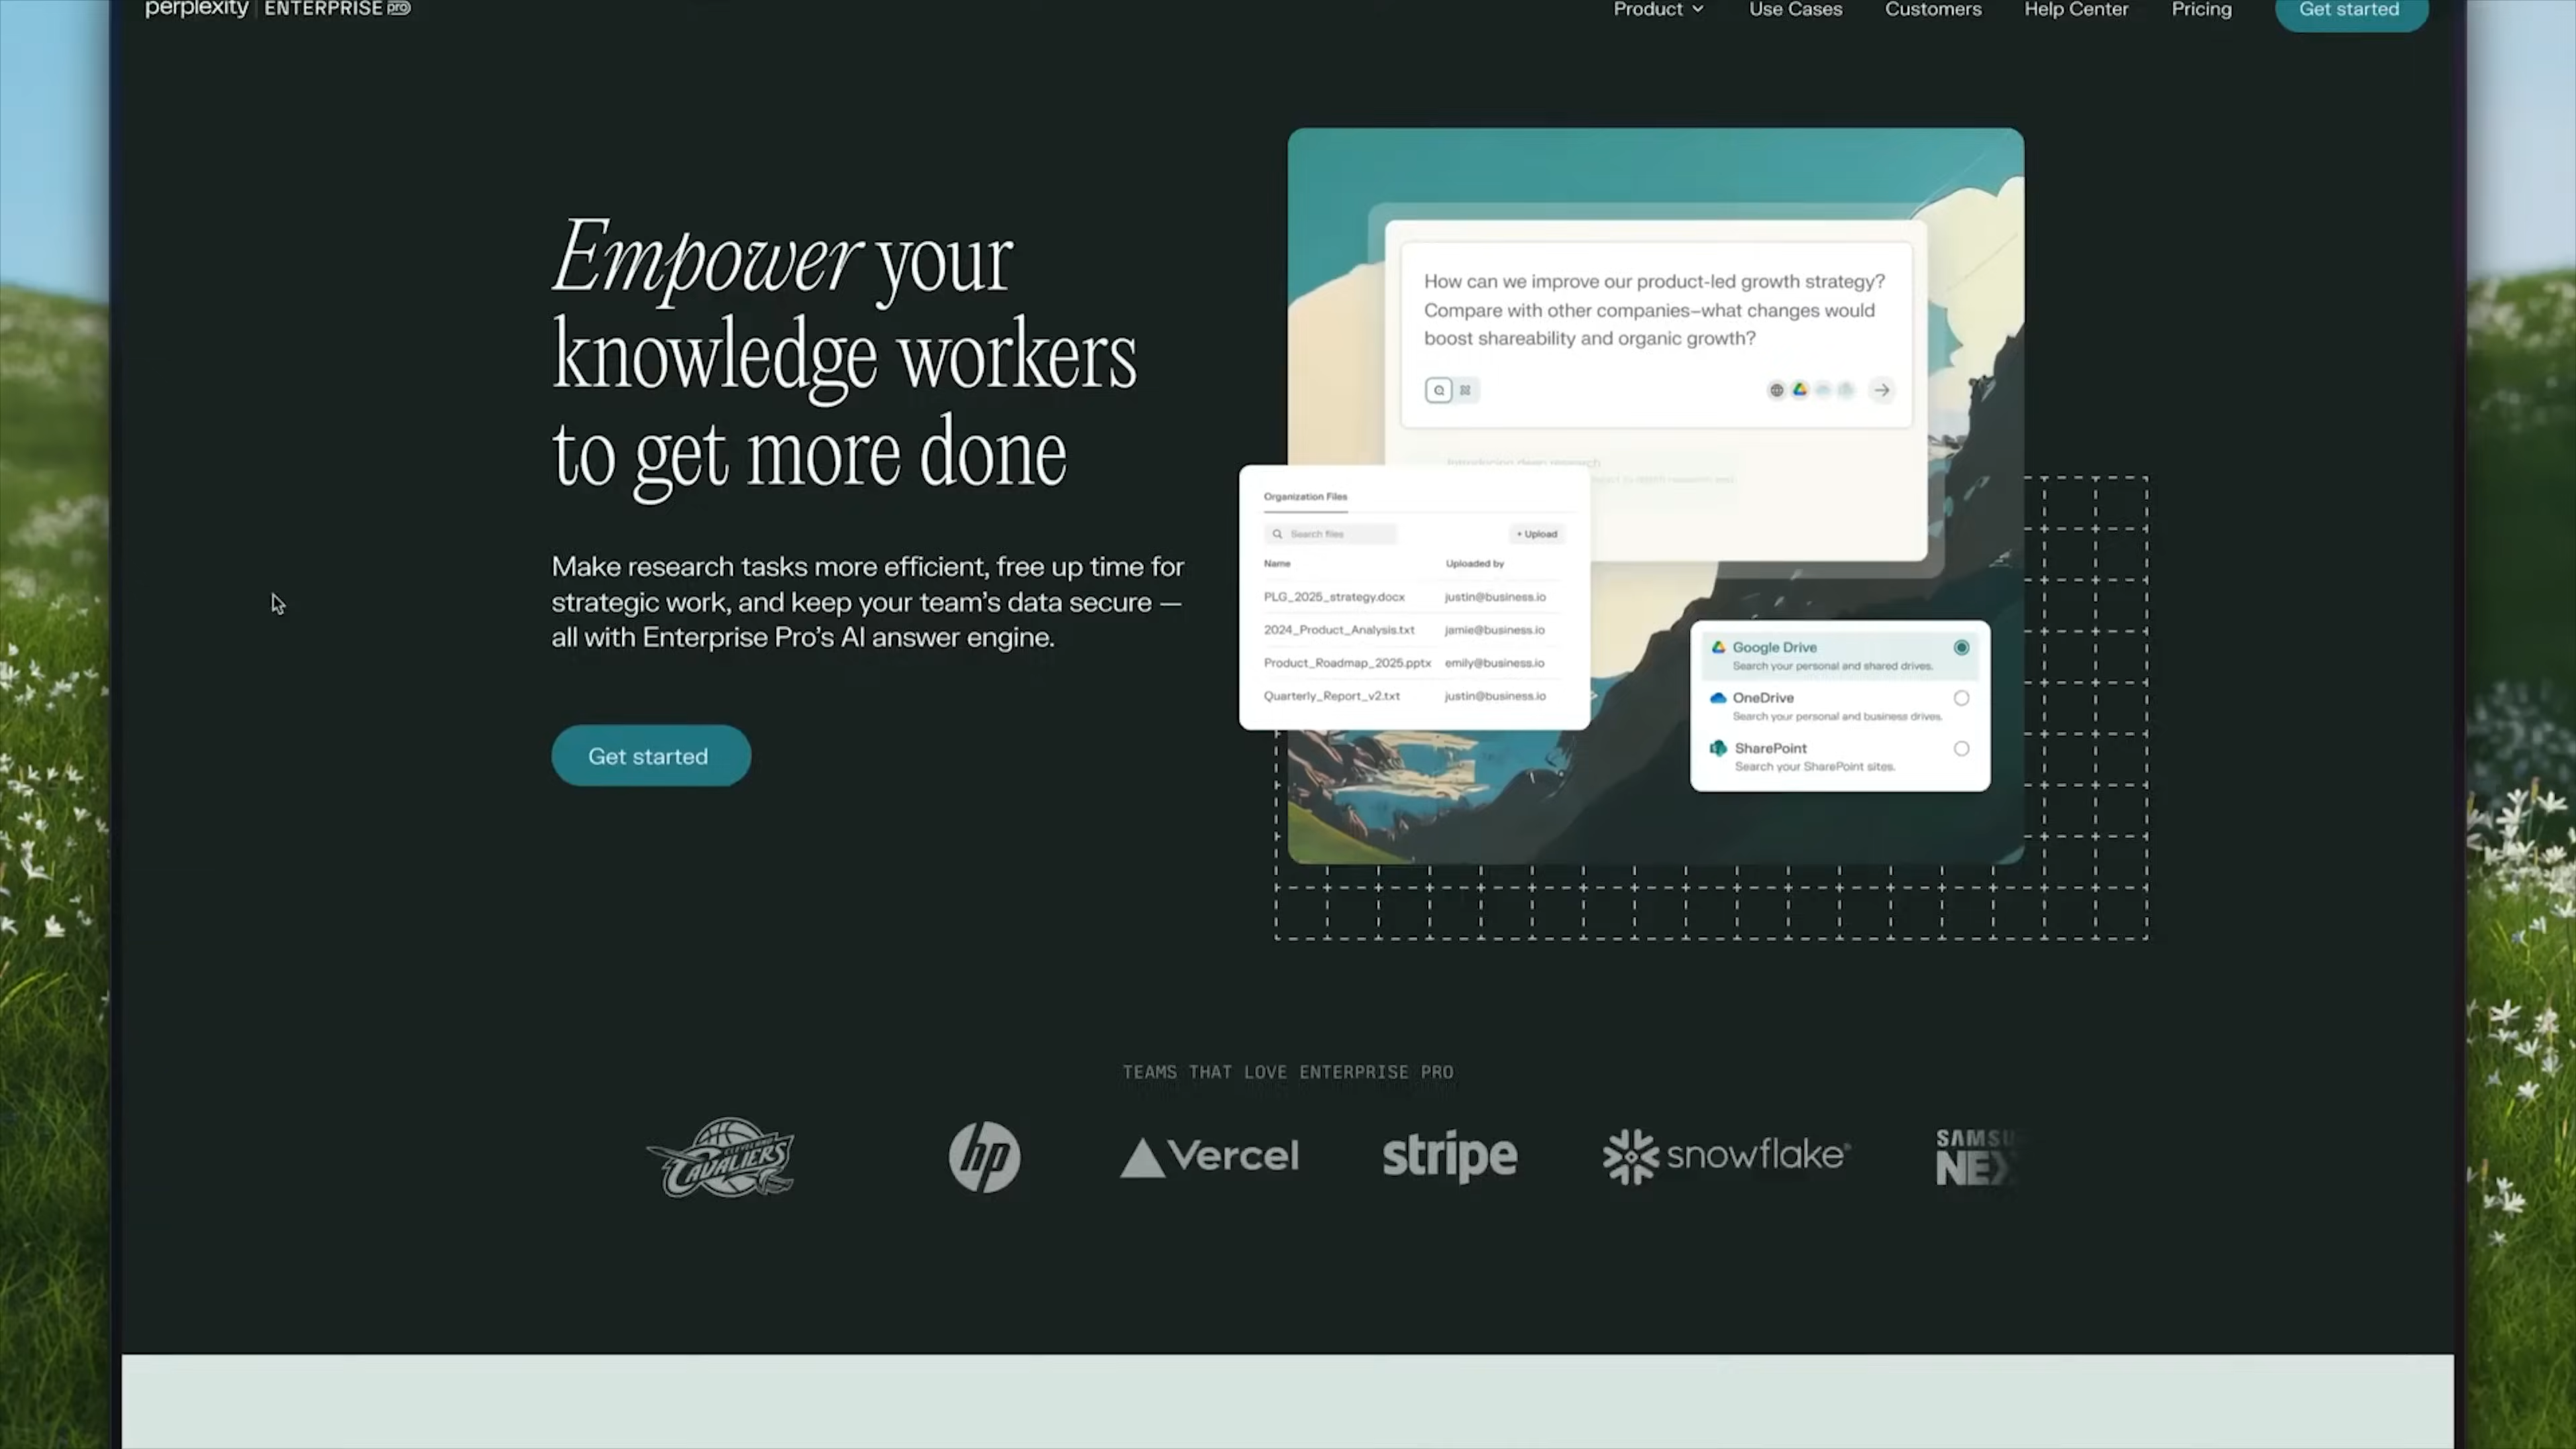 perplexity | ENTERPRISE pro
Product
Use Cases
Customers
Help Center
Pricing
Get started
Empower your
knowledge workers
to get more done
Make research tasks more efficient, free up time for
strategic work, and keep your team's data secure —
all with Enterprise Pro's AI answer engine.
Get started
How can we improve our product-led growth strategy?
Compare with other companies–what changes would
boost shareability and organic growth?
Introducing deep research
Organization Files
Search files
+ Upload
Name Uploaded by
PLG_2025_strategy.docx justin@business.io
2024_Product_Analysis.txt jamie@business.io
Product_Roadmap_2025.pptx emily@business.io
Quarterly_Report_v2.txt justin@business.io
Google Drive
Search your personal and shared drives.
OneDrive
Search your personal and business drives.
SharePoint
Search your SharePoint sites.
TEAMS THAT LOVE ENTERPRISE PRO
CLEVELAND
CAVALIERS
hp
Vercel
stripe
snowflake
SAMSU
NEX